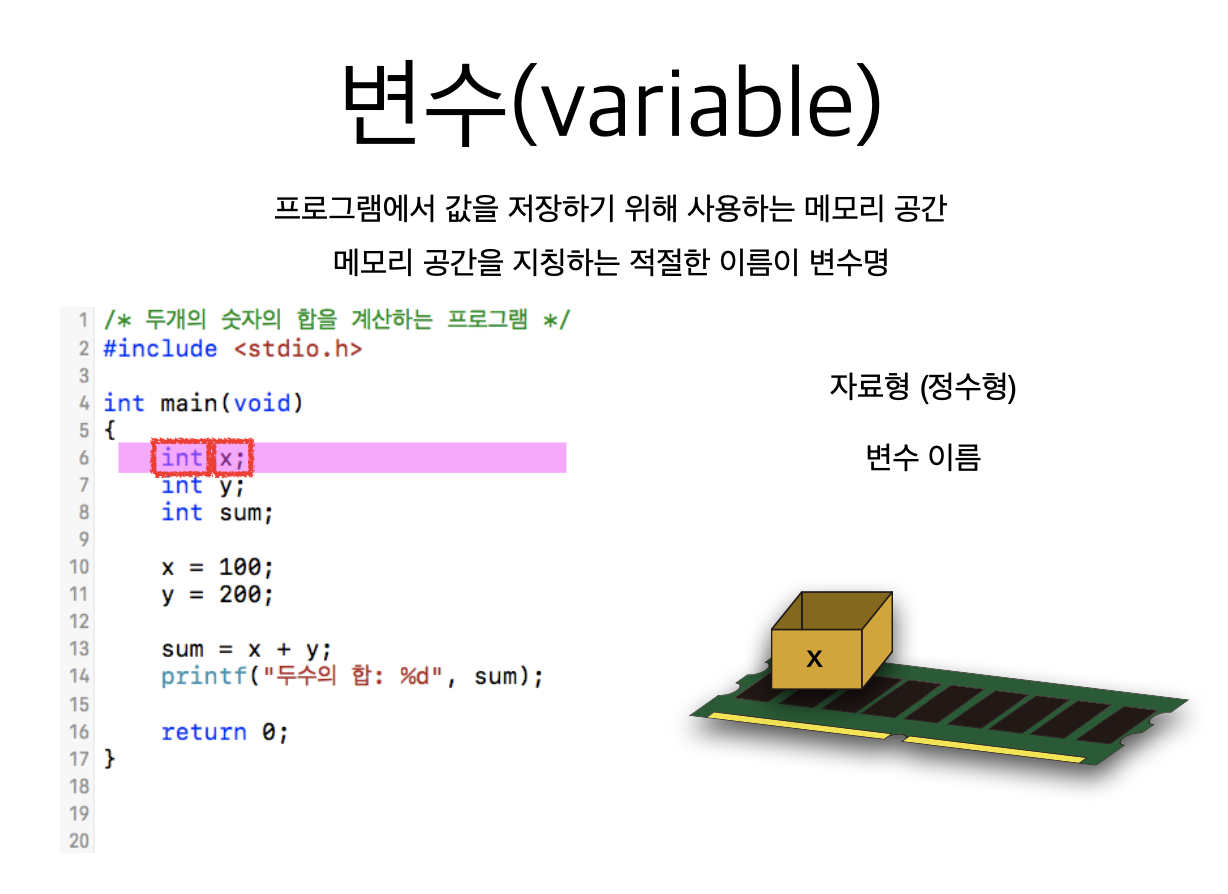 변수(variable)
프로그램에서 값을 저장하기 위해 사용하는 메모리 공간
메모리 공간을 지칭하는 적절한 이름이 변수명
1 /* 두개의 숫자의 합을 계산하는 프로그램 */
2 #include <stdio.h>
3
4 int main(void)
5 {
6     int x;
7     int y;
8     int sum;
9
10     x = 100;
11     y = 200;
12
13     sum = x + y;
14     printf("두수의 합: %d", sum);
15
16     return 0;
17 }
18
19
20
자료형 (정수형)
변수 이름
x